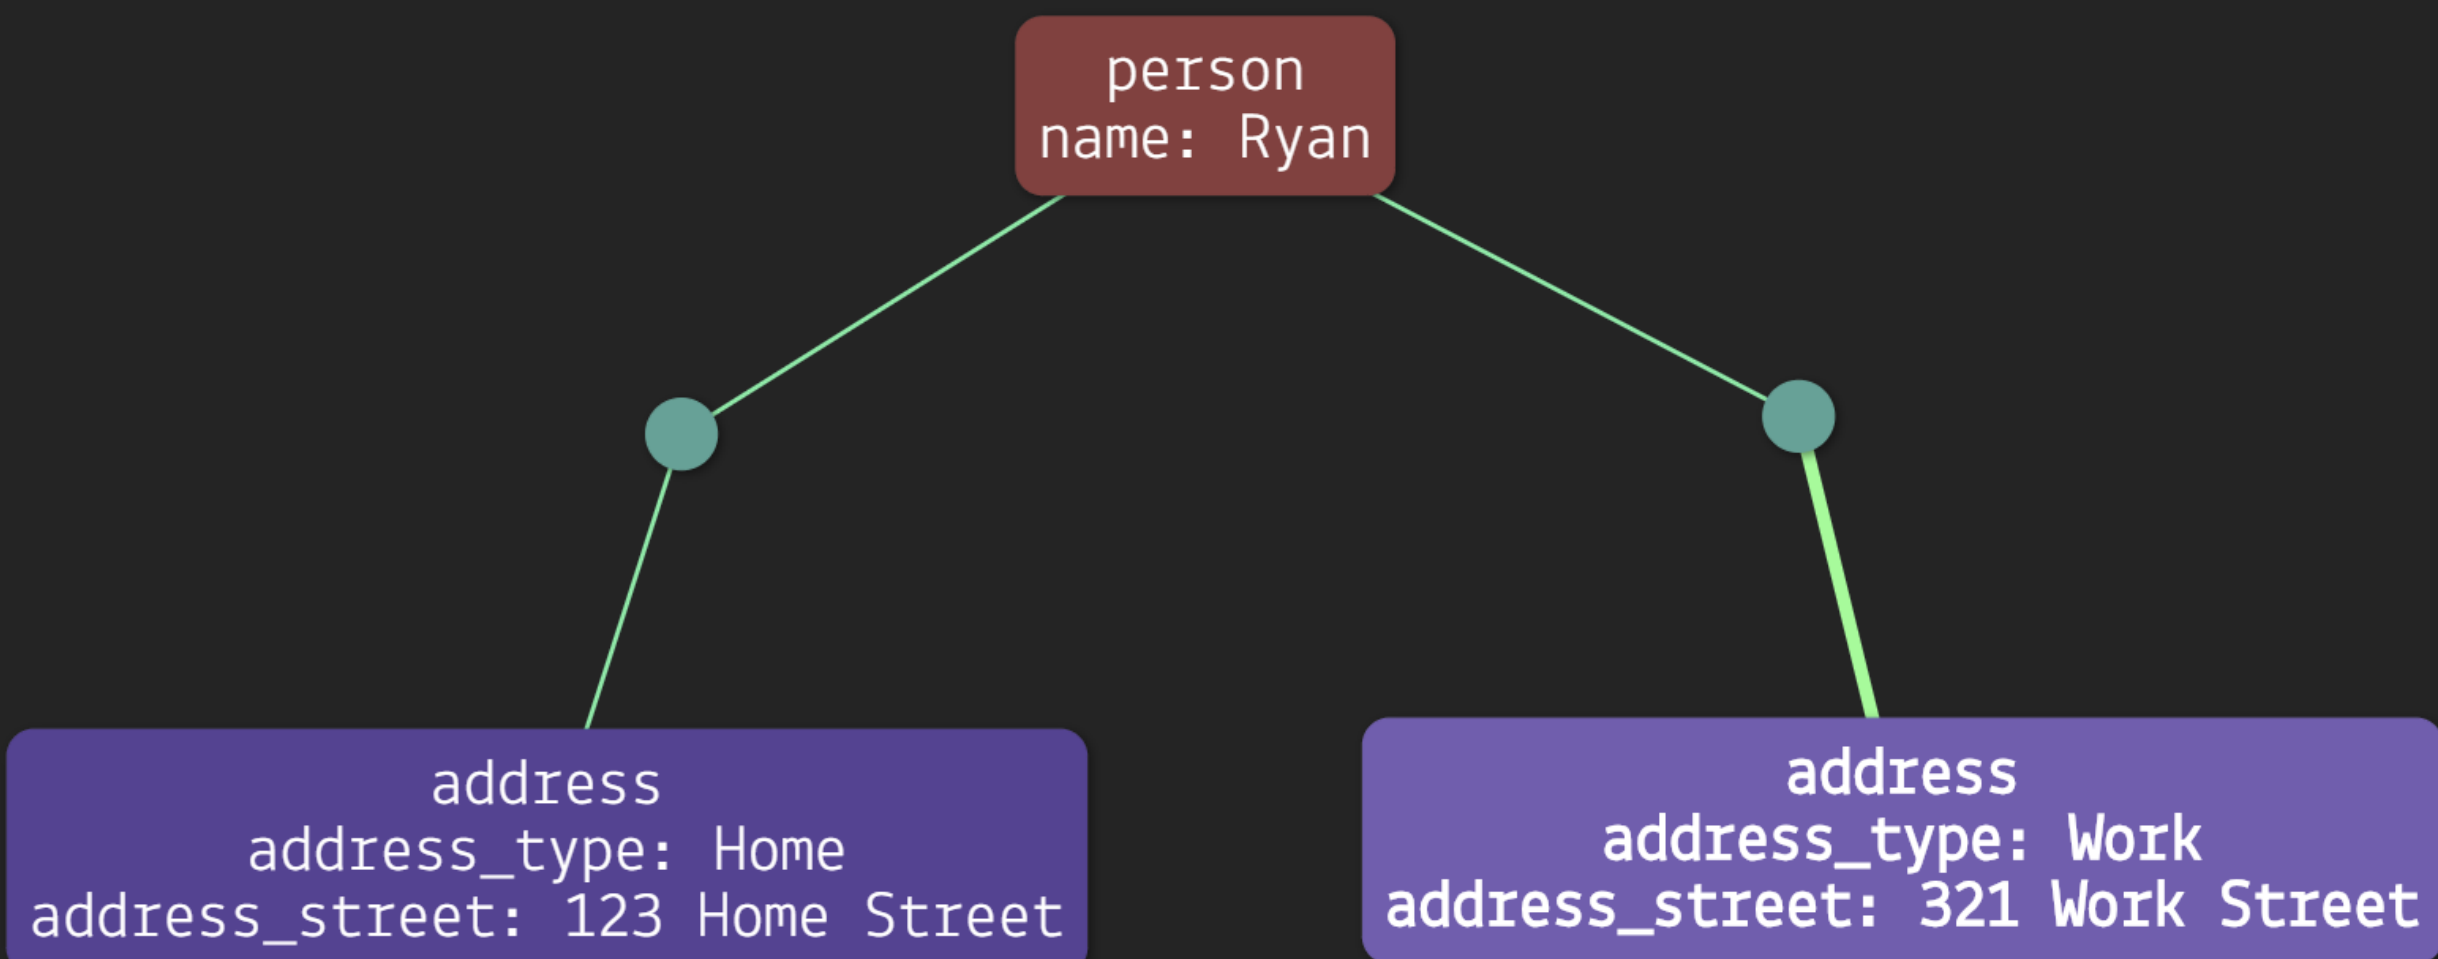 person
name: Ryan
address
address_type: Home
address_street: 123 Home Street
address
address_type: Work
address_street: 321 Work Street